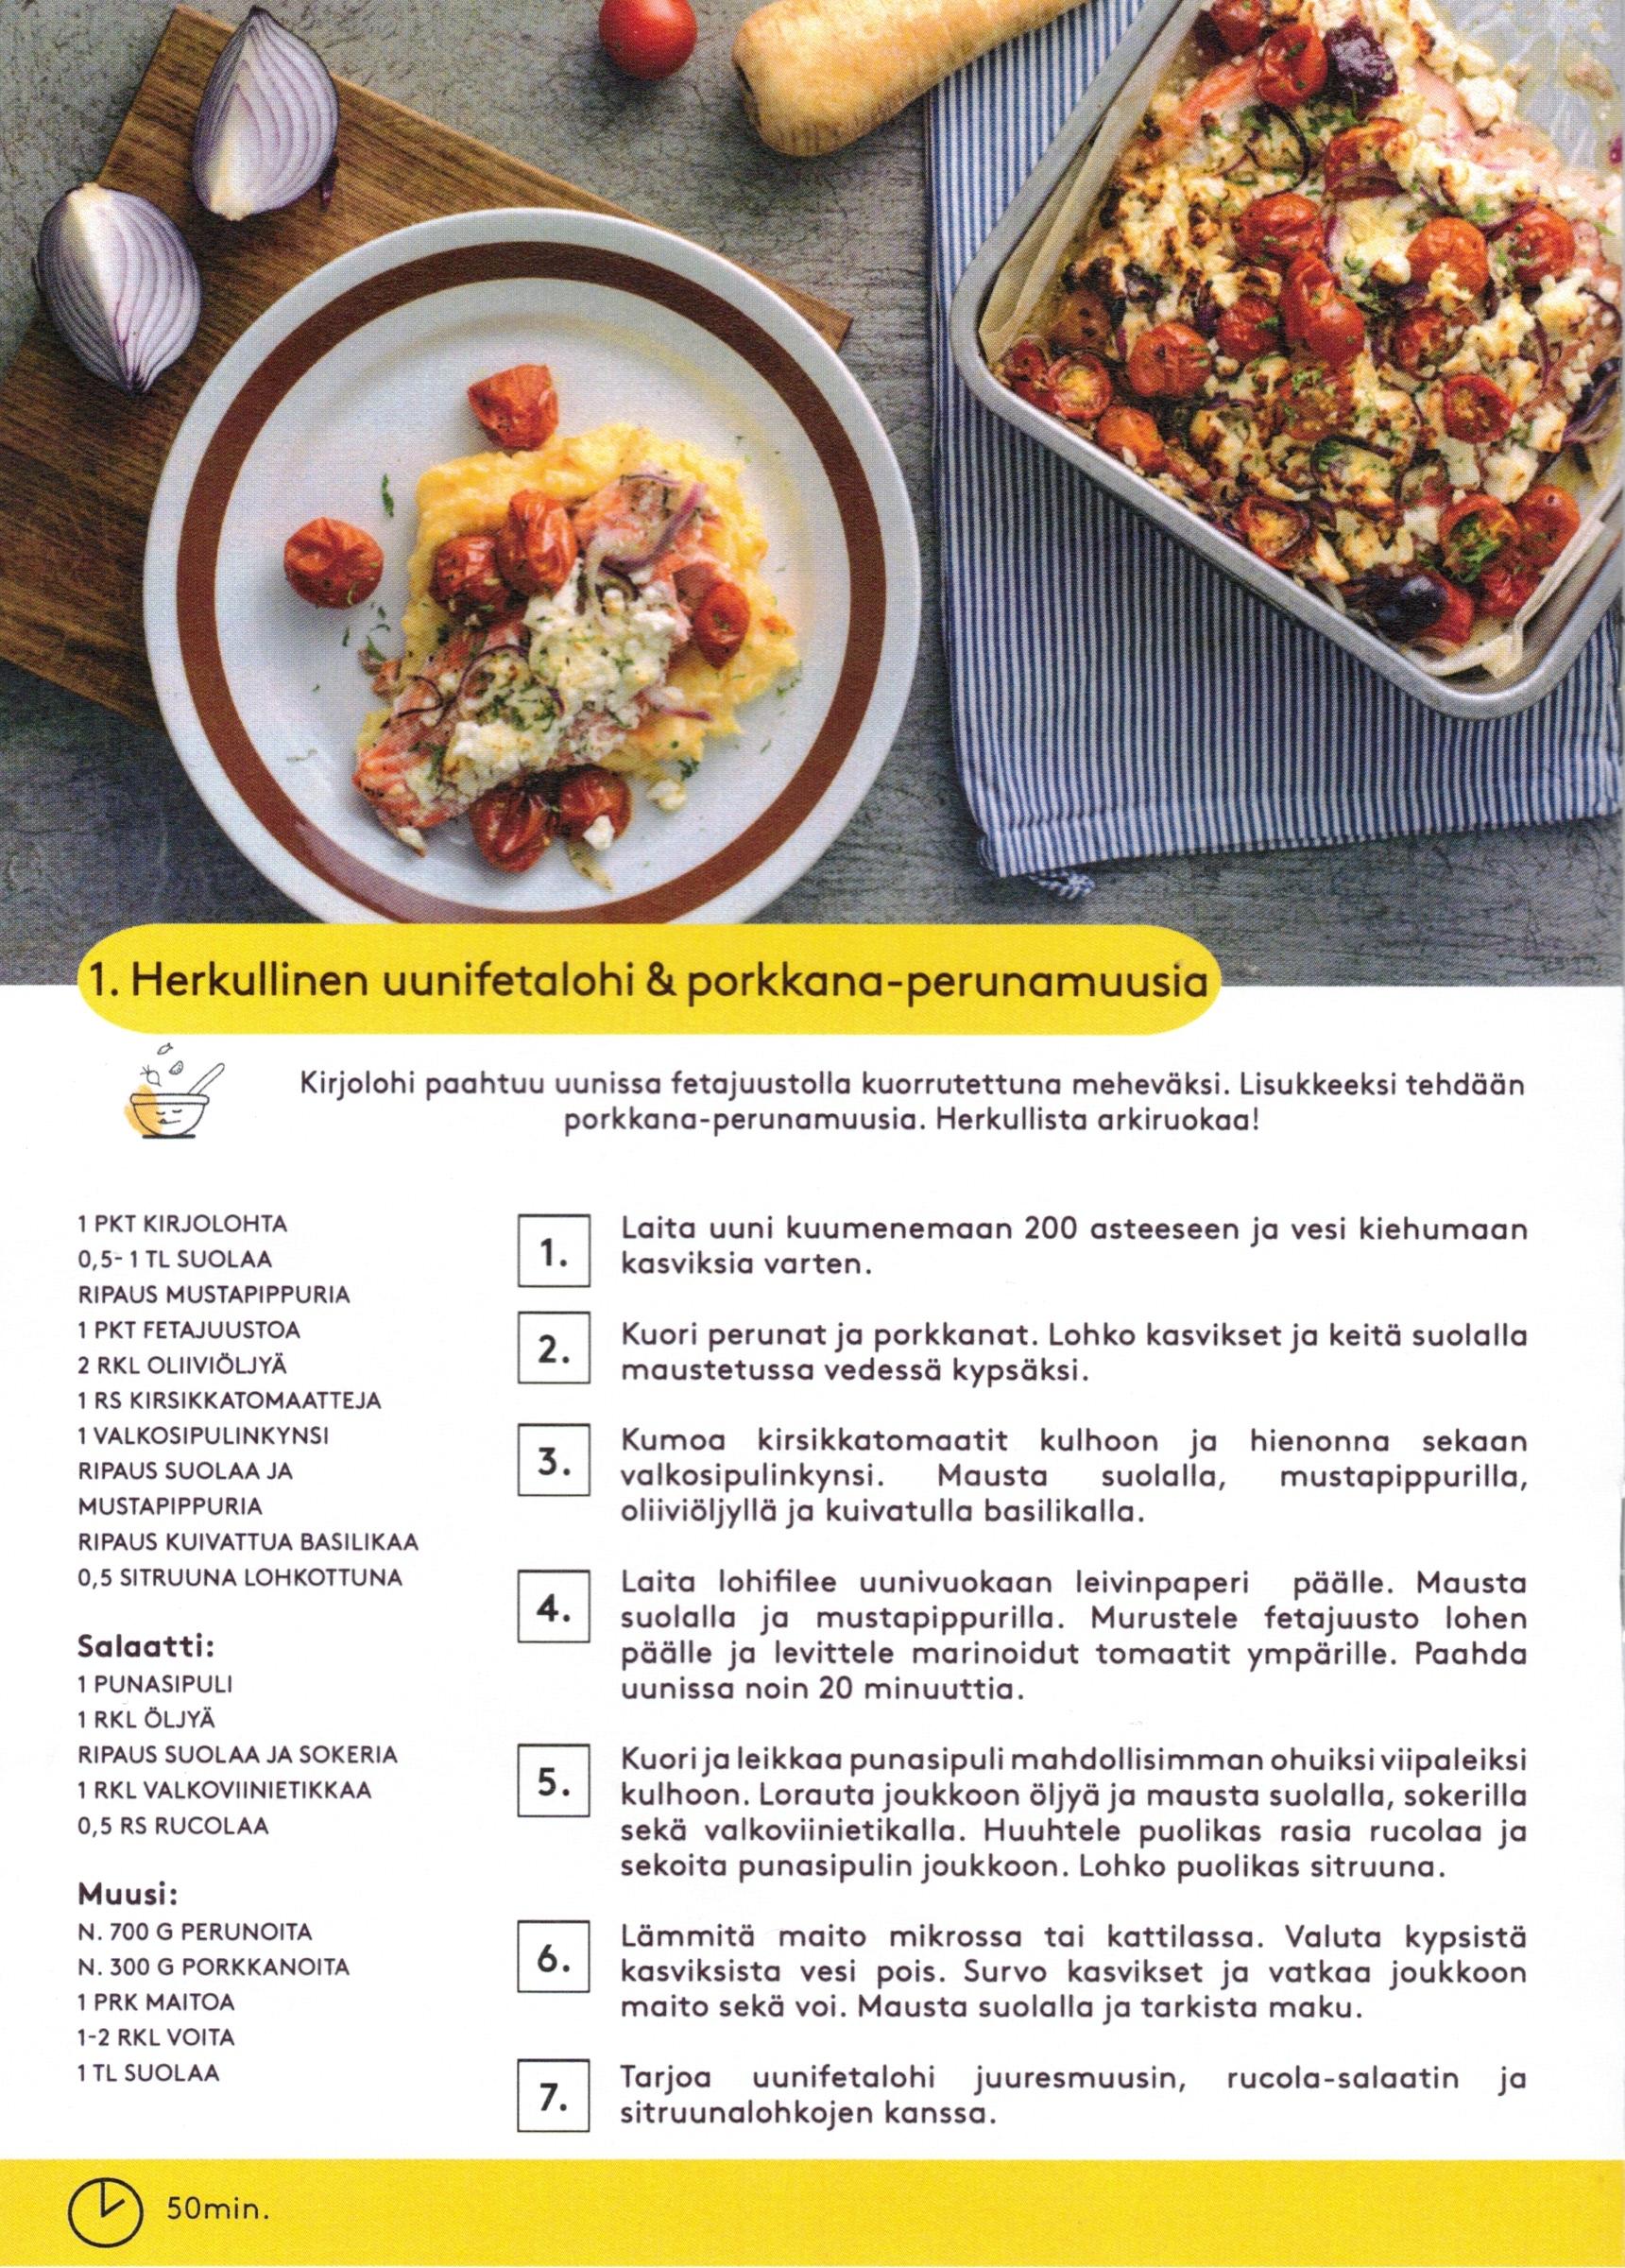 1. Herkullinen uunifetalohi & porkkana-perunamuusia
Kirjolohi paahtuu uunissa fetajuustolla kuorrutettuna meheväksi. Lisukkeeksi tehdään
porkkana-perunamuusia. Herkullista arkiruokaa!
1 PKT KIRJOLOHTA
0,5- 1 TL SUOLAA
RIPAUS MUSTAPIPPURIA
1 PKT FETAJUUSTOA
2 RKL OLIIVIÖLJYÄ
1 RS KIRSIKKATOMAATTEJA
1 VALKOSIPULINKYNSI
RIPAUS SUOLAA JA
MUSTAPIPPURIA
RIPAUS KUIVATTUA BASILIKAA
0,5 SITRUUNA LOHKOTTUNA
Salaatti:
1 PUNASIPULI
1 RKL ÖLJYÄ
RIPAUS SUOLAA JA SOKERIA
1 RKL VALKOVIINIETIKKAA
0,5 RS RUCOLAA
Muusi:
N. 700 G PERUNOITA
N. 300 G PORKKANOITA
1 PRK MAITOA
1-2 RKL VOITA
1 TL SUOLAA
1.
Laita uuni kuumenemaan 200 asteeseen ja vesi kiehumaan
kasviksia varten.
2.
Kuori perunat ja porkkanat. Lohko kasvikset ja keitä suolalla
maustetussa vedessä kypsäksi.
3.
Kumoa kirsikkatomaatit kulhoon ja hienonna sekaan
valkosipulinkynsi. Mausta suolalla, mustapippurilla,
oliiviöljyllä ja kuivatulla basilikalla.
4.
Laita lohifilee uunivuokaan leivinpaperi päälle. Mausta
suolalla ja mustapippurilla. Murustele fetajuusto lohen
päälle ja levittele marinoidut tomaatit ympärille. Paahda
uunissa noin 20 minuuttia.
5.
Kuori ja leikkaa punasipuli mahdollisimman ohuiksi viipaleiksi
kulhoon. Lorauta joukkoon öljyä ja mausta suolalla, sokerilla
sekä valkoviinietikalla. Huuhtele puolikas rasia rucolaa ja
sekoita punasipulin joukkoon. Lohko puolikas sitruuna.
6.
Lämmitä maito mikrossa tai kattilassa. Valuta kypsistä
kasviksista vesi pois. Survo kasvikset ja vatkaa joukkoon
maito sekä voi. Mausta suolalla ja tarkista maku.
7.
Tarjoa uunifetalohi juuresmuusin, rucola-salaatin ja
sitruunalohkojen kanssa.
50min.